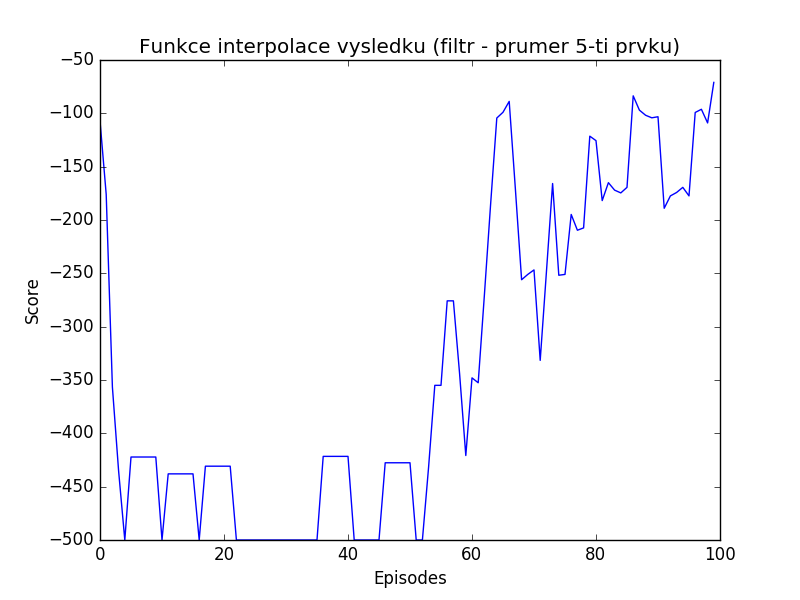 Funkce interpolace vysledku (filtr - prumer 5-ti prvku)
−50
−100
−150
−200
−250
−300
−350
−400
−450
−500
Score
0 20 40 60 80 100
Episodes